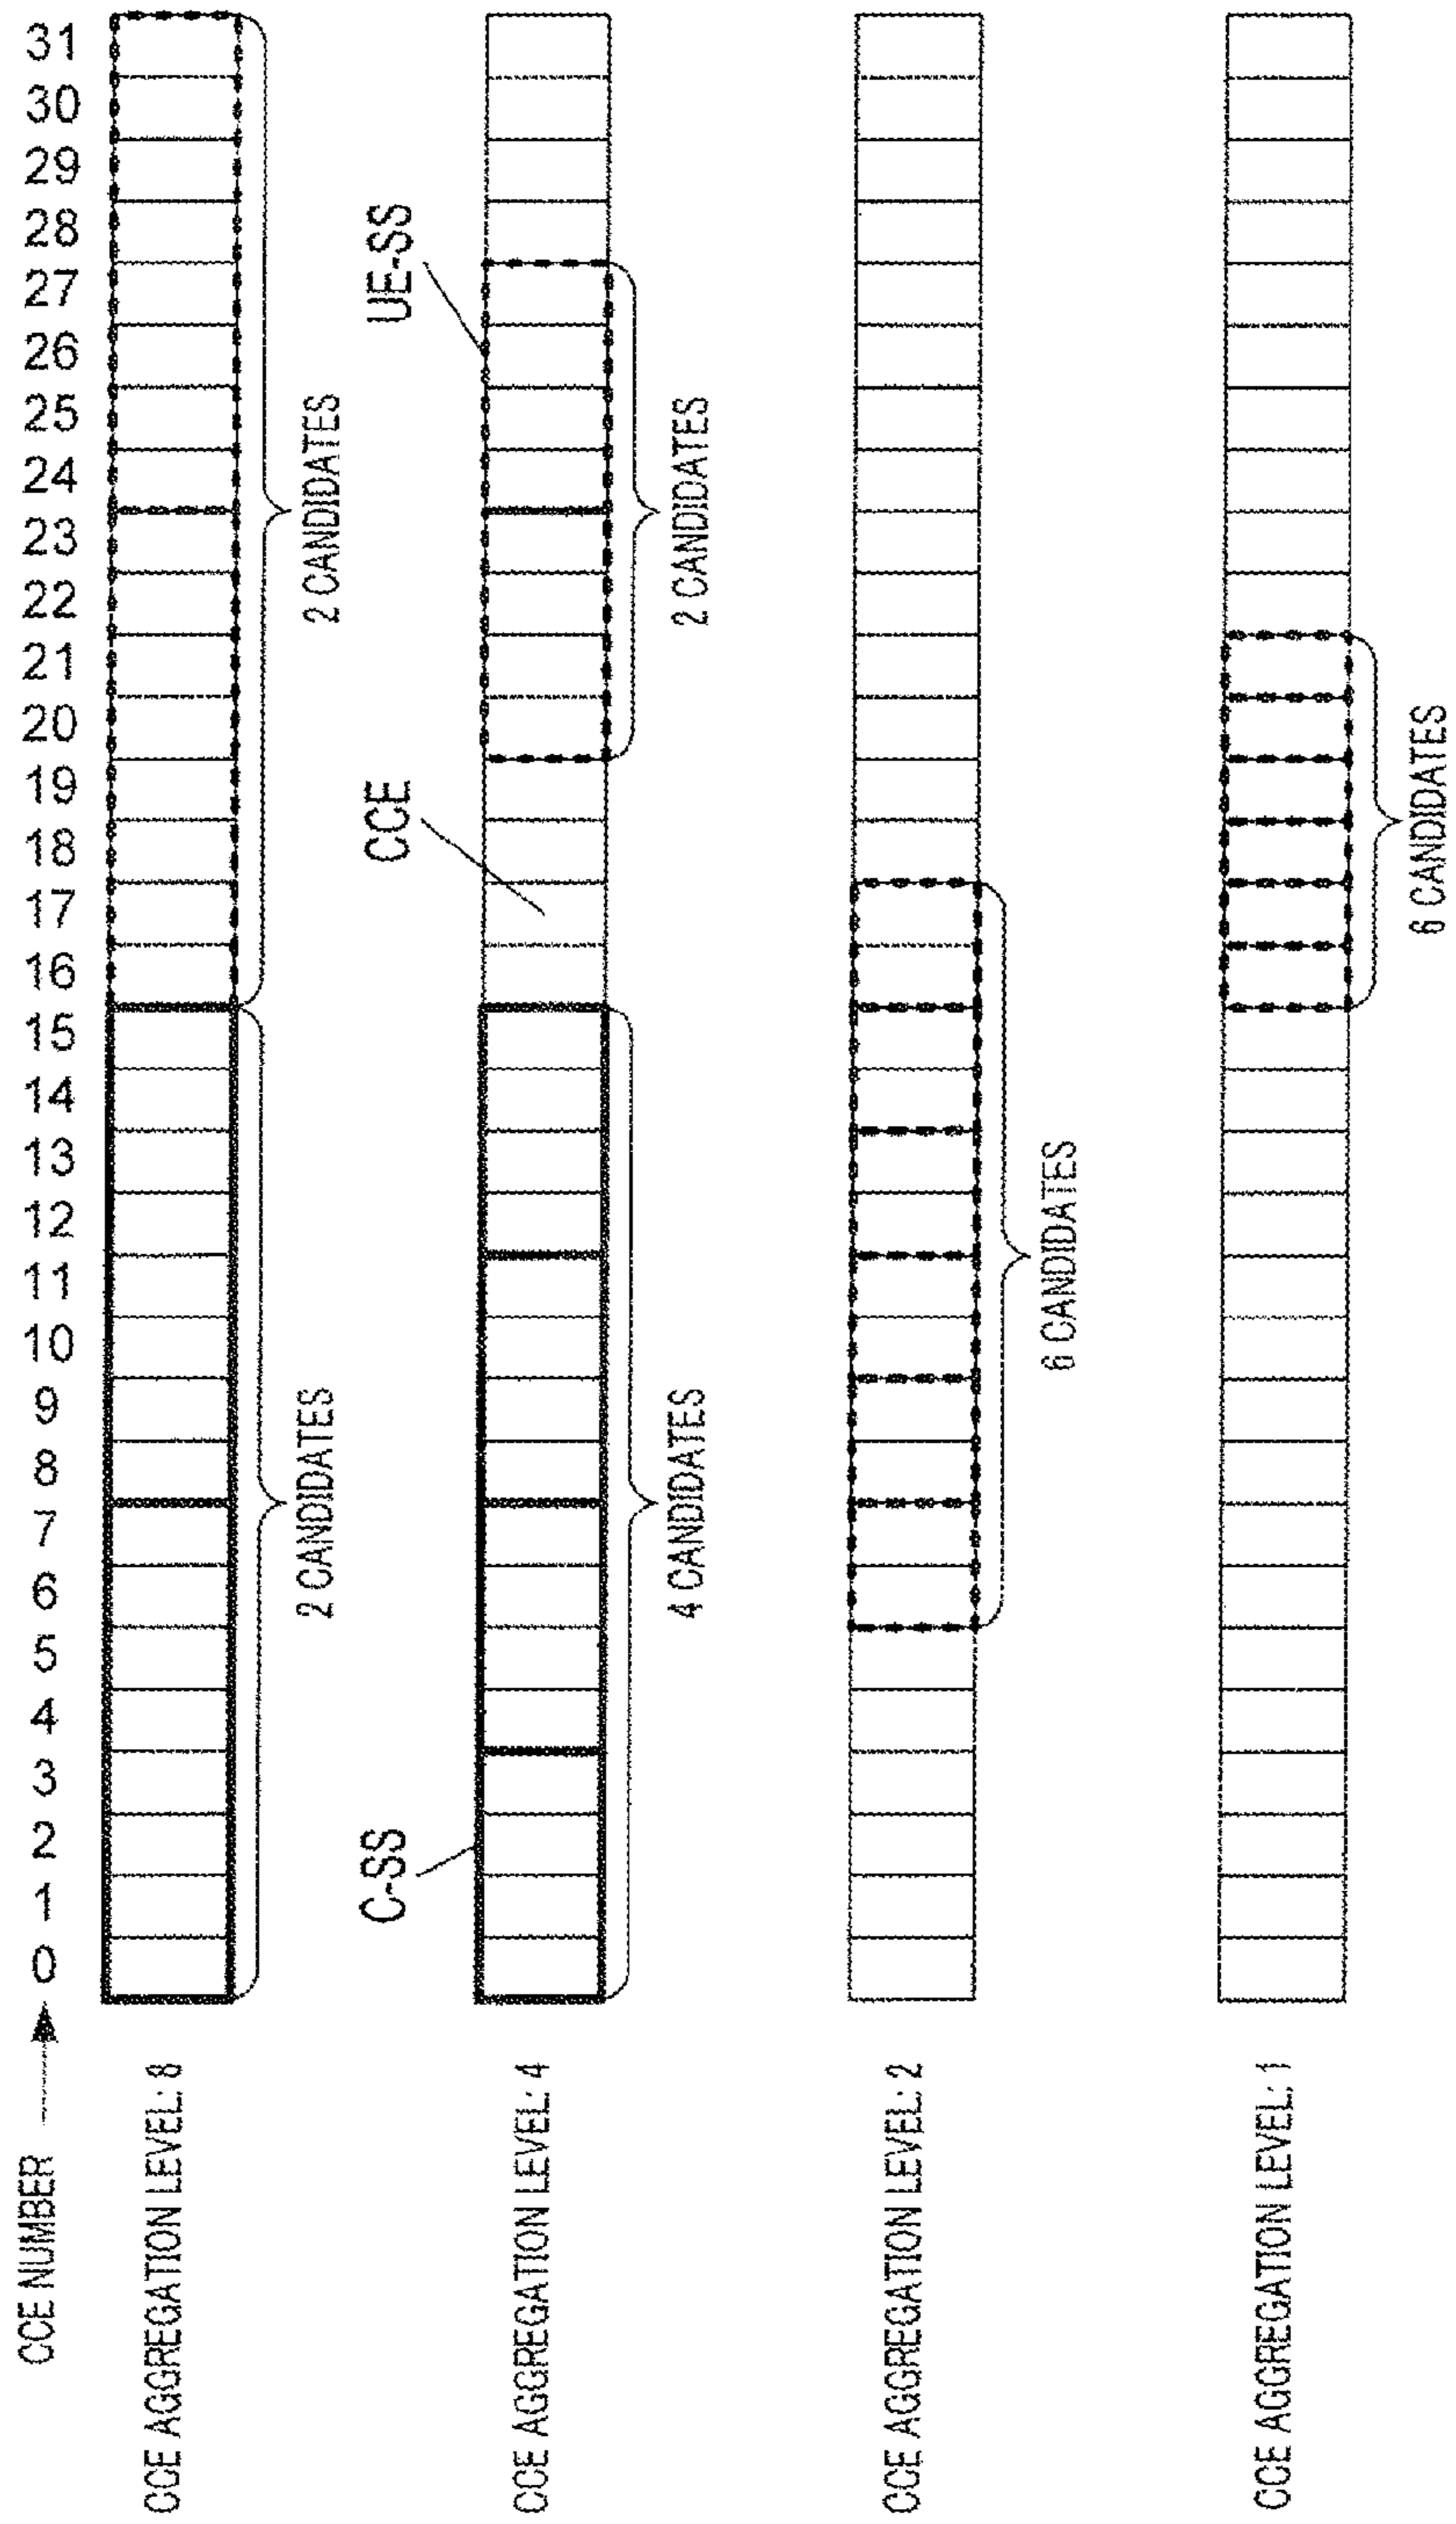 CCE NUMBER
0 1 2 3 4 5 6 7 8 9 10 11 12 13 14 15 16 17 18 19 20 21 22 23 24 25 26 27 28 29 30 31
CCE AGGREGATION LEVEL: 8
2 CANDIDATES
2 CANDIDATES
C-SS
CCE
UE-SS
CCE AGGREGATION LEVEL: 4
4 CANDIDATES
2 CANDIDATES
CCE AGGREGATION LEVEL: 2
6 CANDIDATES
CCE AGGREGATION LEVEL: 1
6 CANDIDATES